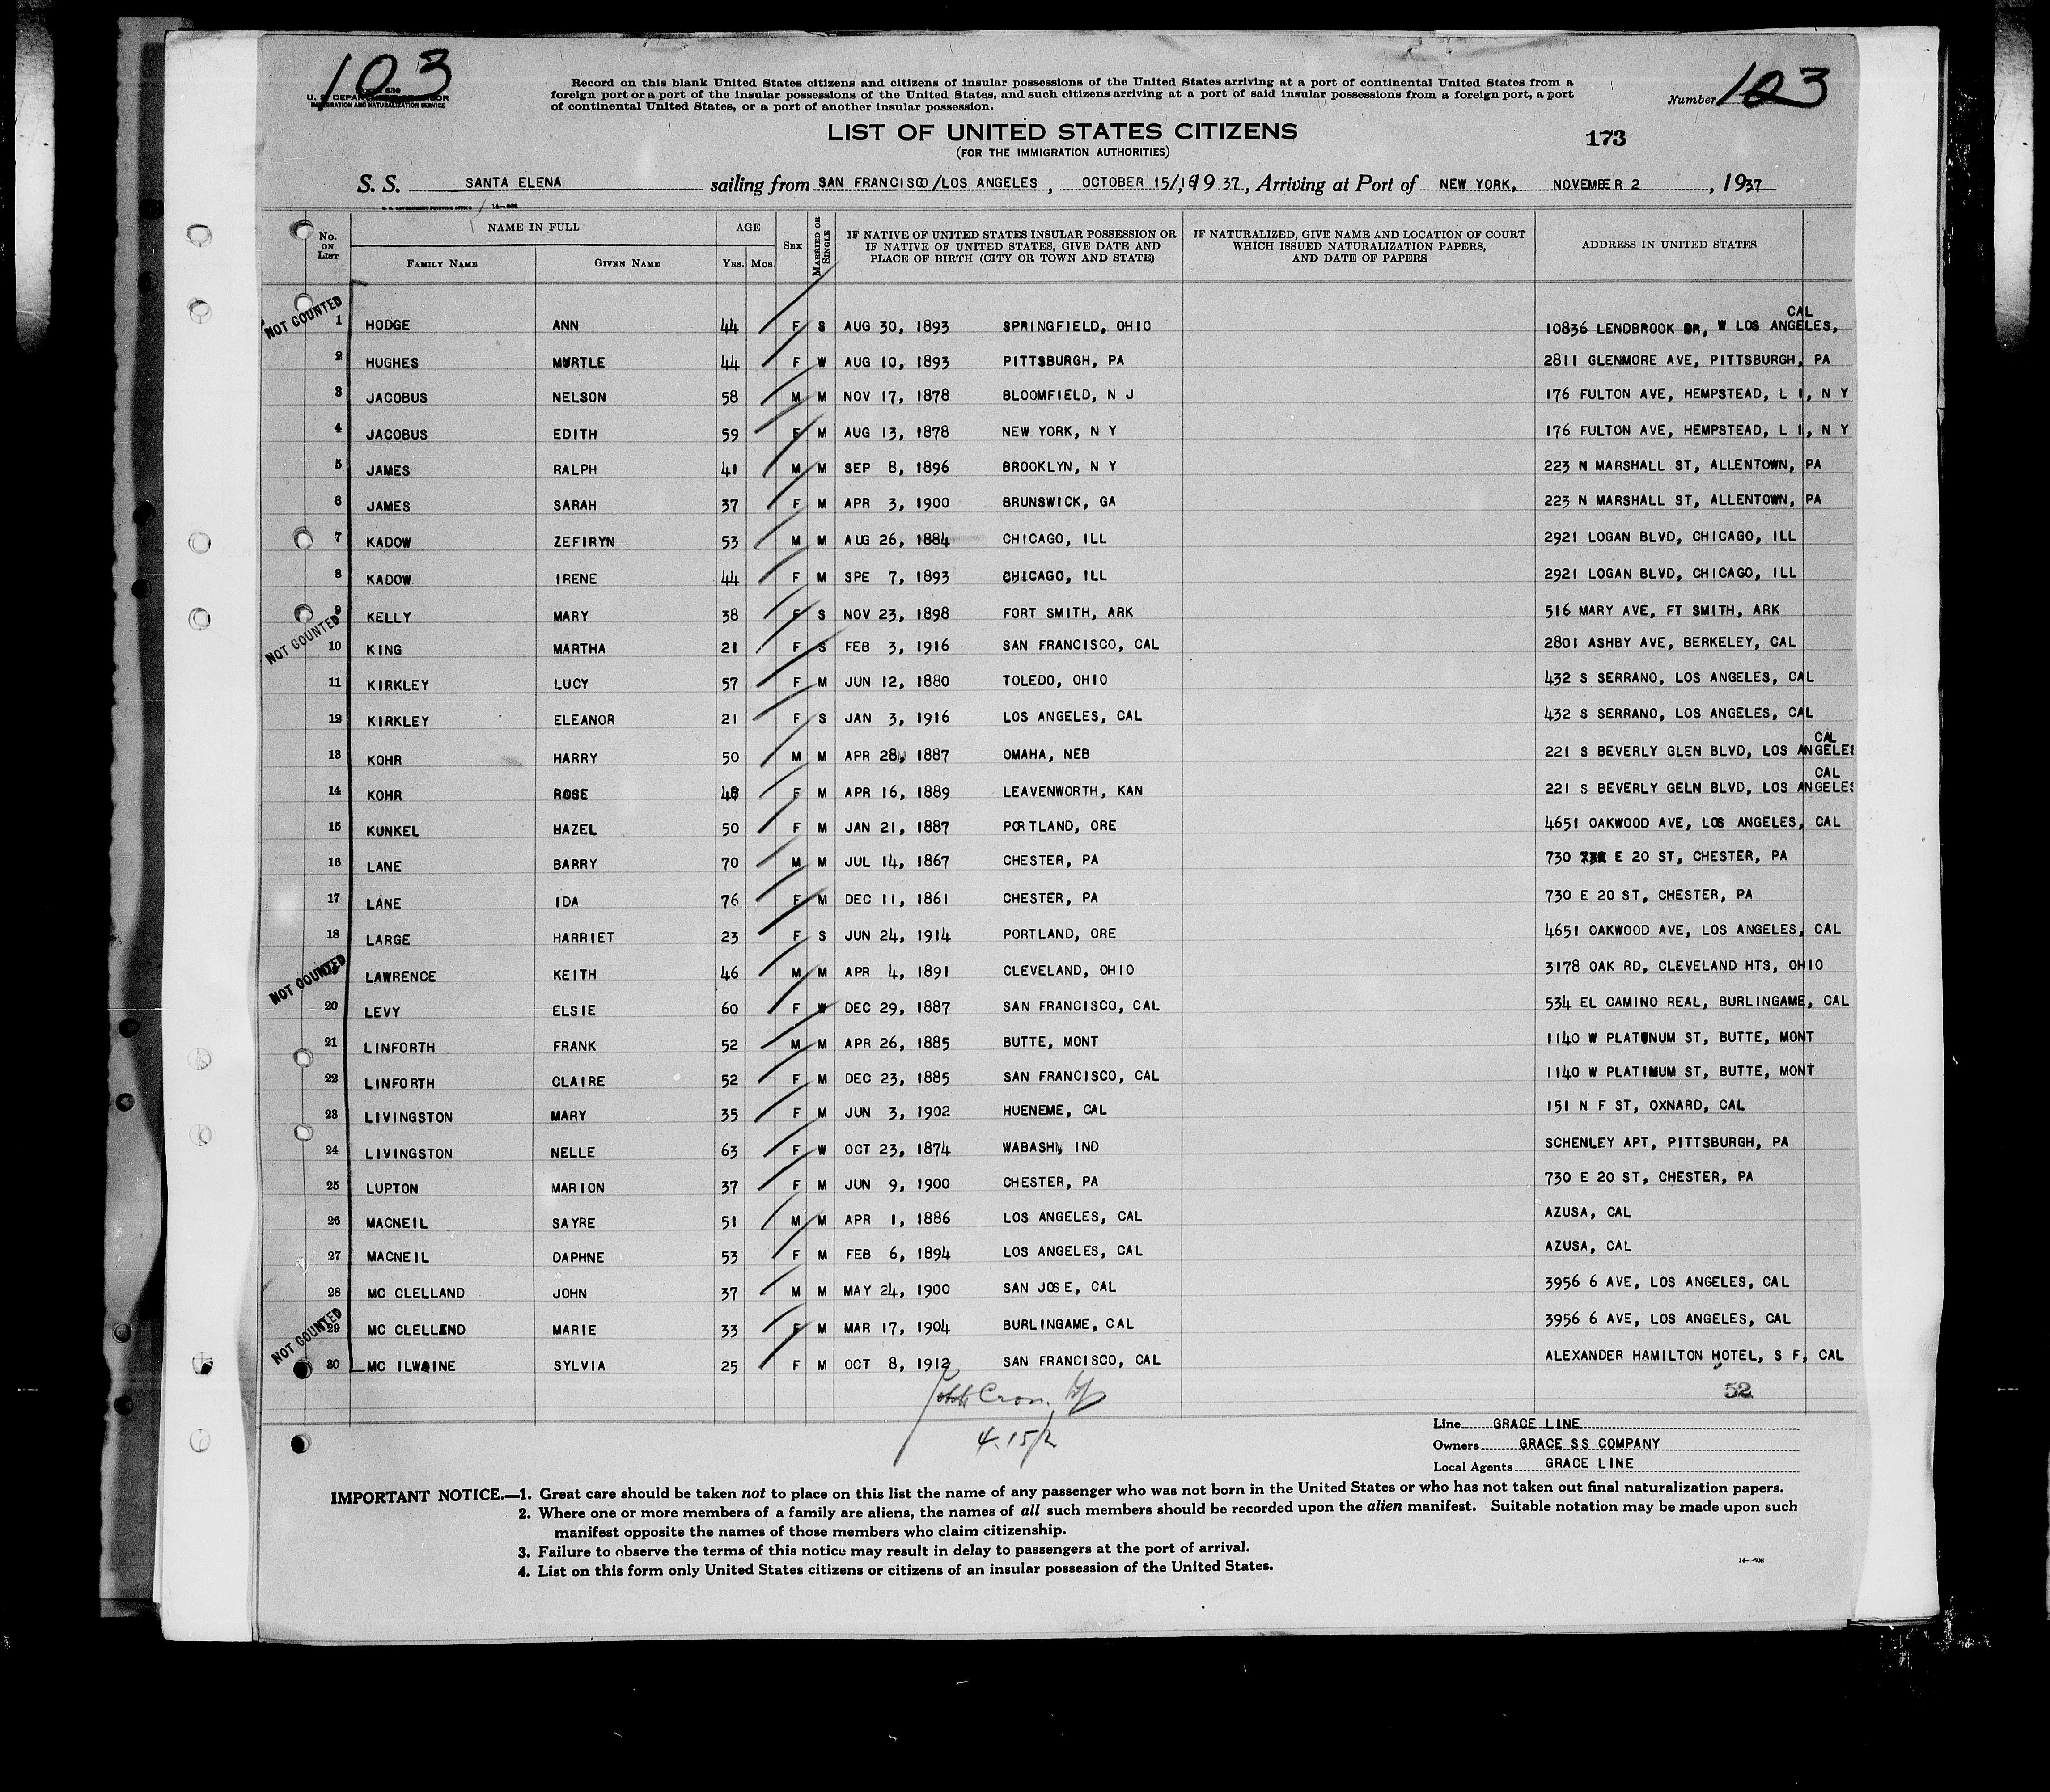 103
FORM 630
U. S. DEPARTMENT OF LABOR
IMMIGRATION AND NATURALIZATION SERVICE
Record on this blank United States citizens and citizens of insular possessions of the United States arriving at a port of continental United States from a
foreign port or a port of the insular possessions of the United States, and such citizens arriving at a port of said insular possessions from a foreign port, a port
of continental United States, or a port of another insular possession.
Number 103
LIST OF UNITED STATES CITIZENS
(FOR THE IMMIGRATION AUTHORITIES)
173
S. S. SANTA ELENA sailing from SAN FRANCISCO/LOS ANGELES, OCTOBER 15/16, 1937, Arriving at Port of NEW YORK, NOVEMBER 2, 1937
U. S. GOVERNMENT PRINTING OFFICE 14—608
No. ON LIST NAME IN FULL AGE SEX MARRIED OR SINGLE IF NATIVE OF UNITED STATES INSULAR POSSESSION OR IF NATIVE OF UNITED STATES, GIVE DATE AND PLACE OF BIRTH (CITY OR TOWN AND STATE) IF NATURALIZED, GIVE NAME AND LOCATION OF COURT WHICH ISSUED NATURALIZATION PAPERS, AND DATE OF PAPERS ADDRESS IN UNITED STATES
FAMILY NAME GIVEN NAME YRS. MOS.
NOT COUNTED
1 HODGE ANN 44 F S AUG 30, 1893 SPRINGFIELD, OHIO 10836 LENDBROOK DR, W LOS ANGELES, CAL
2 HUGHES MYRTLE 44 F W AUG 10, 1893 PITTSBURGH, PA 2811 GLENMORE AVE, PITTSBURGH, PA
3 JACOBUS NELSON 58 M M NOV 17, 1878 BLOOMFIELD, N J 176 FULTON AVE, HEMPSTEAD, L I, N Y
4 JACOBUS EDITH 59 F M AUG 13, 1878 NEW YORK, N Y 176 FULTON AVE, HEMPSTEAD, L I, N Y
5 JAMES RALPH 41 M M SEP 8, 1896 BROOKLYN, N Y 223 N MARSHALL ST, ALLENTOWN, PA
6 JAMES SARAH 37 F M APR 3, 1900 BRUNSWICK, GA 223 N MARSHALL ST, ALLENTOWN, PA
7 KADOW ZEFIRYN 53 M M AUG 26, 1884 CHICAGO, ILL 2921 LOGAN BLVD, CHICAGO, ILL
8 KADOW IRENE 44 F M SPE 7, 1893 CHICAGO, ILL 2921 LOGAN BLVD, CHICAGO, ILL
9 KELLY MARY 38 F S NOV 23, 1898 FORT SMITH, ARK 516 MARY AVE, FT SMITH, ARK
NOT COUNTED
10 KING MARTHA 21 F S FEB 3, 1916 SAN FRANCISCO, CAL 2801 ASHBY AVE, BERKELEY, CAL
11 KIRKLEY LUCY 57 F M JUN 12, 1880 TOLEDO, OHIO 432 S SERRANO, LOS ANGELES, CAL
12 KIRKLEY ELEANOR 21 F S JAN 3, 1916 LOS ANGELES, CAL 432 S SERRANO, LOS ANGELES, CAL
13 KOHR HARRY 50 M M APR 28, 1887 OMAHA, NEB 221 S BEVERLY GLEN BLVD, LOS ANGELES CAL
14 KOHR ROSE 48 F M APR 16, 1889 LEAVENWORTH, KAN 221 S BEVERLY GELN BLVD, LOS ANGELES CAL
15 KUNKEL HAZEL 50 F M JAN 21, 1887 PORTLAND, ORE 4651 OAKWOOD AVE, LOS ANGELES, CAL
16 LANE BARRY 70 M M JUL 14, 1867 CHESTER, PA 730 E 20 ST, CHESTER, PA
17 LANE IDA 76 F M DEC 11, 1861 CHESTER, PA 730 E 20 ST, CHESTER, PA
18 LARGE HARRIET 23 F S JUN 24, 1914 PORTLAND, ORE 4651 OAKWOOD AVE, LOS ANGELES, CAL
NOT COUNTED
LAWRENCE KEITH 46 M M APR 4, 1891 CLEVELAND, OHIO 3178 OAK RD, CLEVELAND HTS, OHIO
20 LEVY ELSIE 60 F W DEC 29, 1887 SAN FRANCISCO, CAL 534 EL CAMINO REAL, BURLINGAME, CAL
21 LINFORTH FRANK 52 M M APR 26, 1885 BUTTE, MONT 1140 W PLATUNUM ST, BUTTE, MONT
22 LINFORTH CLAIRE 52 F M DEC 23, 1885 SAN FRANCISCO, CAL 1140 W PLATINUM ST, BUTTE, MONT
23 LIVINGSTON MARY 35 F M JUN 3, 1902 HUENEME, CAL 151 N F ST, OXNARD, CAL
24 LIVINGSTON NELLE 63 F W OCT 23, 1874 WABASH, IND SCHENLEY APT, PITTSBURGH, PA
25 LUPTON MARION 37 F M JUN 9, 1900 CHESTER, PA 730 E 20 ST, CHESTER, PA
26 MACNEIL SAYRE 51 M M APR 1, 1886 LOS ANGELES, CAL AZUSA, CAL
27 MACNEIL DAPHNE 53 F M FEB 6, 1894 LOS ANGELES, CAL AZUSA, CAL
28 MC CLELLAND JOHN 37 M M MAY 24, 1900 SAN JOSE, CAL 3956 6 AVE, LOS ANGELES, CAL
NOT COUNTED
29 MC CLELLEND MARIE 33 F M MAR 17, 1904 BURLINGAME, CAL 3956 6 AVE, LOS ANGELES, CAL
30 MC ILWAINE SYLVIA 25 F M OCT 8, 1912 SAN FRANCISCO, CAL ALEXANDER HAMILTON HOTEL, S F, CAL
52
Line GRACE LINE
Owners GRACE SS COMPANY
Local Agents GRACE LINE
IMPORTANT NOTICE.—1. Great care should be taken not to place on this list the name of any passenger who was not born in the United States or who has not taken out final naturalization papers.
2. Where one or more members of a family are aliens, the names of all such members should be recorded upon the alien manifest. Suitable notation may be made upon such
manifest opposite the names of those members who claim citizenship.
3. Failure to observe the terms of this notice may result in delay to passengers at the port of arrival.
4. List on this form only United States citizens or citizens of an insular possession of the United States.
14—608